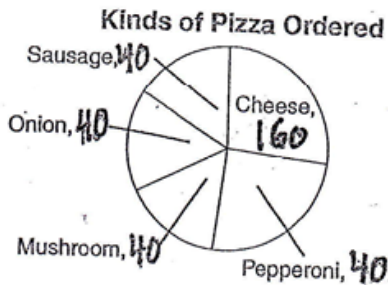 Kinds of Pizza Ordered
Sausage, 40
Cheese,
160
Onion, 40
Mushroom, 40
Pepperoni, 40